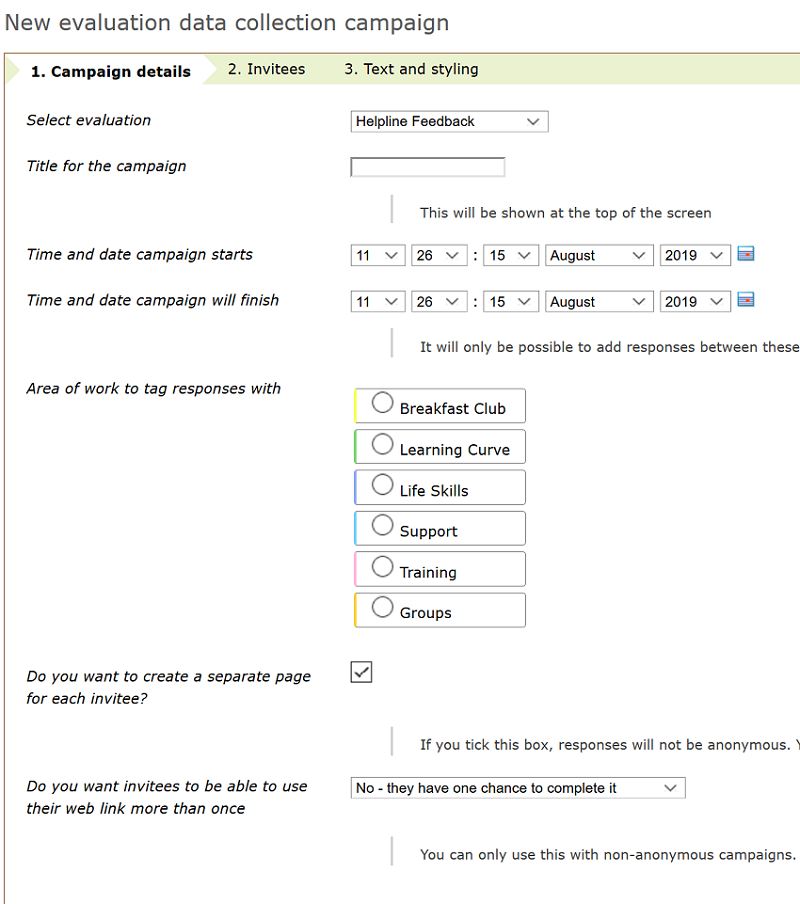 New evaluation data collection campaign
1. Campaign details 2. Invitees 3. Text and styling
Select evaluation Helpline Feedback
Title for the campaign
This will be shown at the top of the screen
Time and date campaign starts 11 26 : 15 August 2019
Time and date campaign will finish 11 26 : 15 August 2019
It will only be possible to add responses between these
Area of work to tag responses with
Breakfast Club
Learning Curve
Life Skills
Support
Training
Groups
Do you want to create a separate page
for each invitee?
If you tick this box, responses will not be anonymous.
Do you want invitees to be able to use No - they have one chance to complete it
their web link more than once
You can only use this with non-anonymous campaigns.